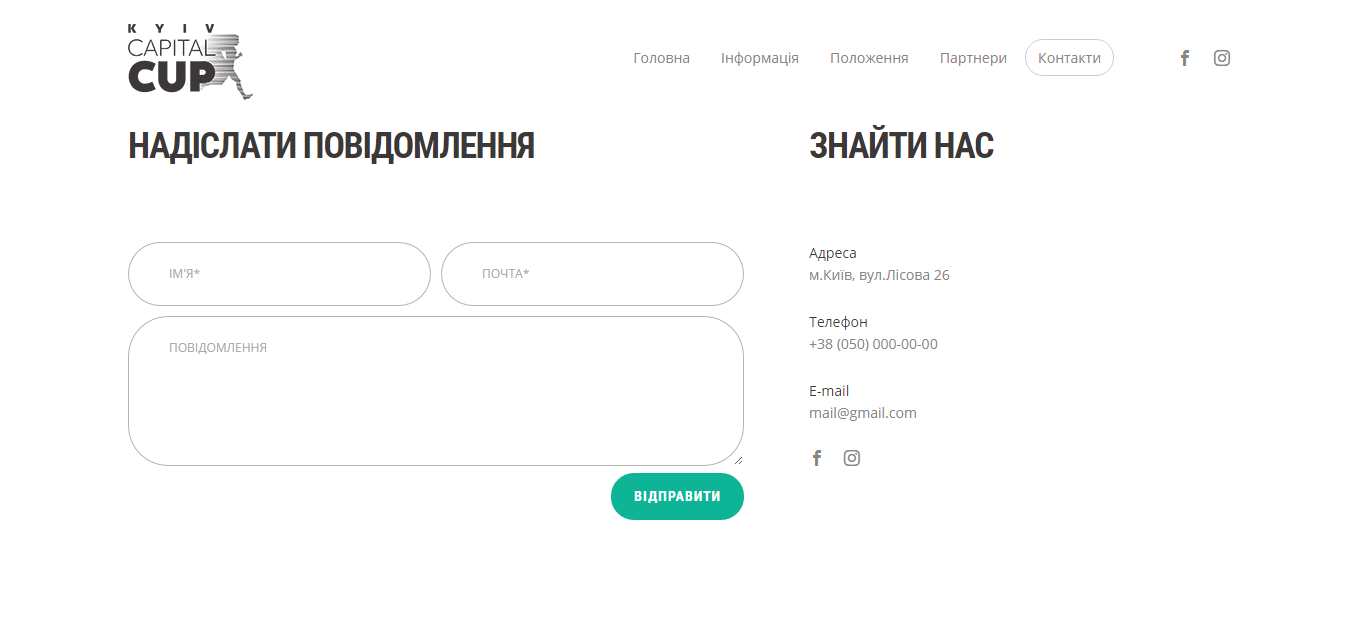 KYIV
CAPITAL
CUP
Головна Інформація Положення Партнери Контакти
НАДІСЛАТИ ПОВІДОМЛЕННЯ
ЗНАЙТИ НАС
ІМ'Я* ПОЧТА*
ПОВІДОМЛЕННЯ
ВІДПРАВИТИ
Адреса
м.Київ, вул.Лісова 26
Телефон
+38 (050) 000-00-00
E-mail
mail@gmail.com